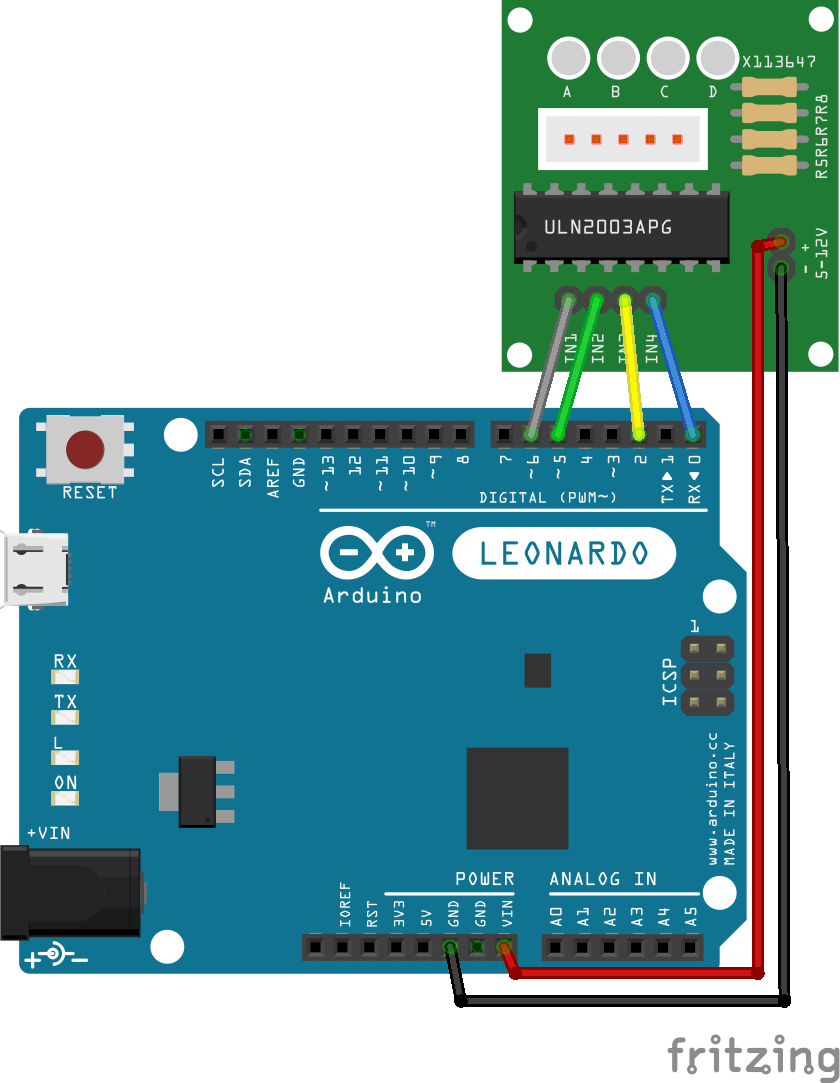 X113647
A B C D
R5R6R7R8
ULN2003APG
- +
5-12V
IN1 IN2 IN3 IN4
SCL SDA AREF GND ~13 12 ~11 ~10 ~9 8 7 ~6 ~5 4 ~3 2 TX▶1 RX◀0
RESET
DIGITAL (PWM~)
- + ™
LEONARDO
Arduino
1
ICSP
RX
TX
L
ON
www.arduino.cc
MADE IN ITALY
+VIN
POWER
ANALOG IN
IOREF RST 3V3 5V GND GND VIN A0 A1 A2 A3 A4 A5
+ -
fritzing